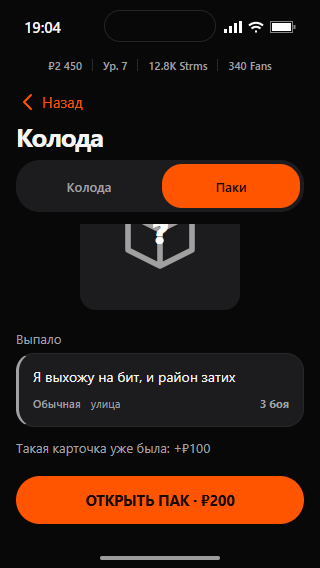 19:04
₽2 450 Ур. 7 12.8K Strms 340 Fans
Назад
Колода
Колода Паки
?
Выпало
Я выхожу на бит, и район затих
Обычная улица 3 боя
Такая карточка уже была: +₽100
ОТКРЫТЬ ПАК · ₽200